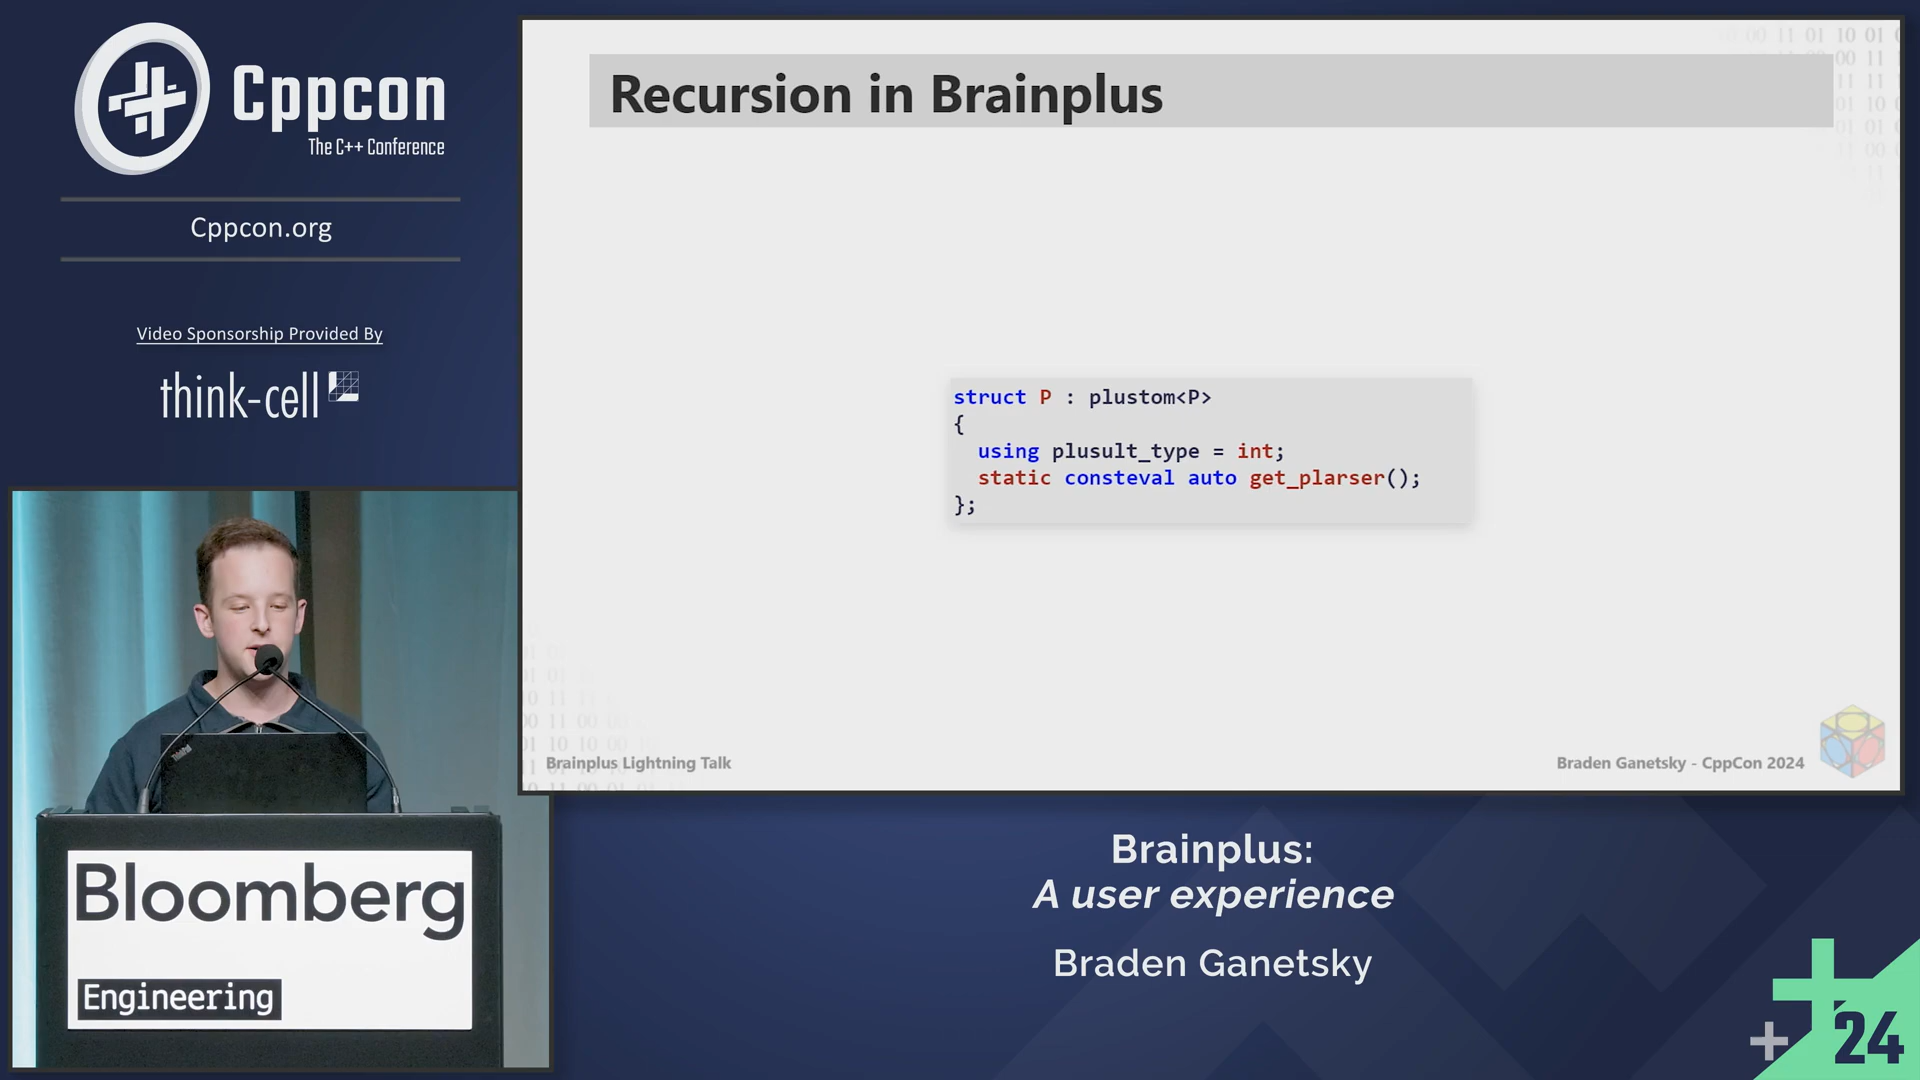 Cppcon
The C++ Conference
Cppcon.org
Video Sponsorship Provided By
think-cell
Recursion in Brainplus
struct P : plustom<P>
{
  using plusult_type = int;
  static consteval auto get_plarser();
};
Brainplus Lightning Talk
Braden Ganetsky - CppCon 2024
ThinkPad
Bloomberg
Engineering
Brainplus:
A user experience
Braden Ganetsky
24